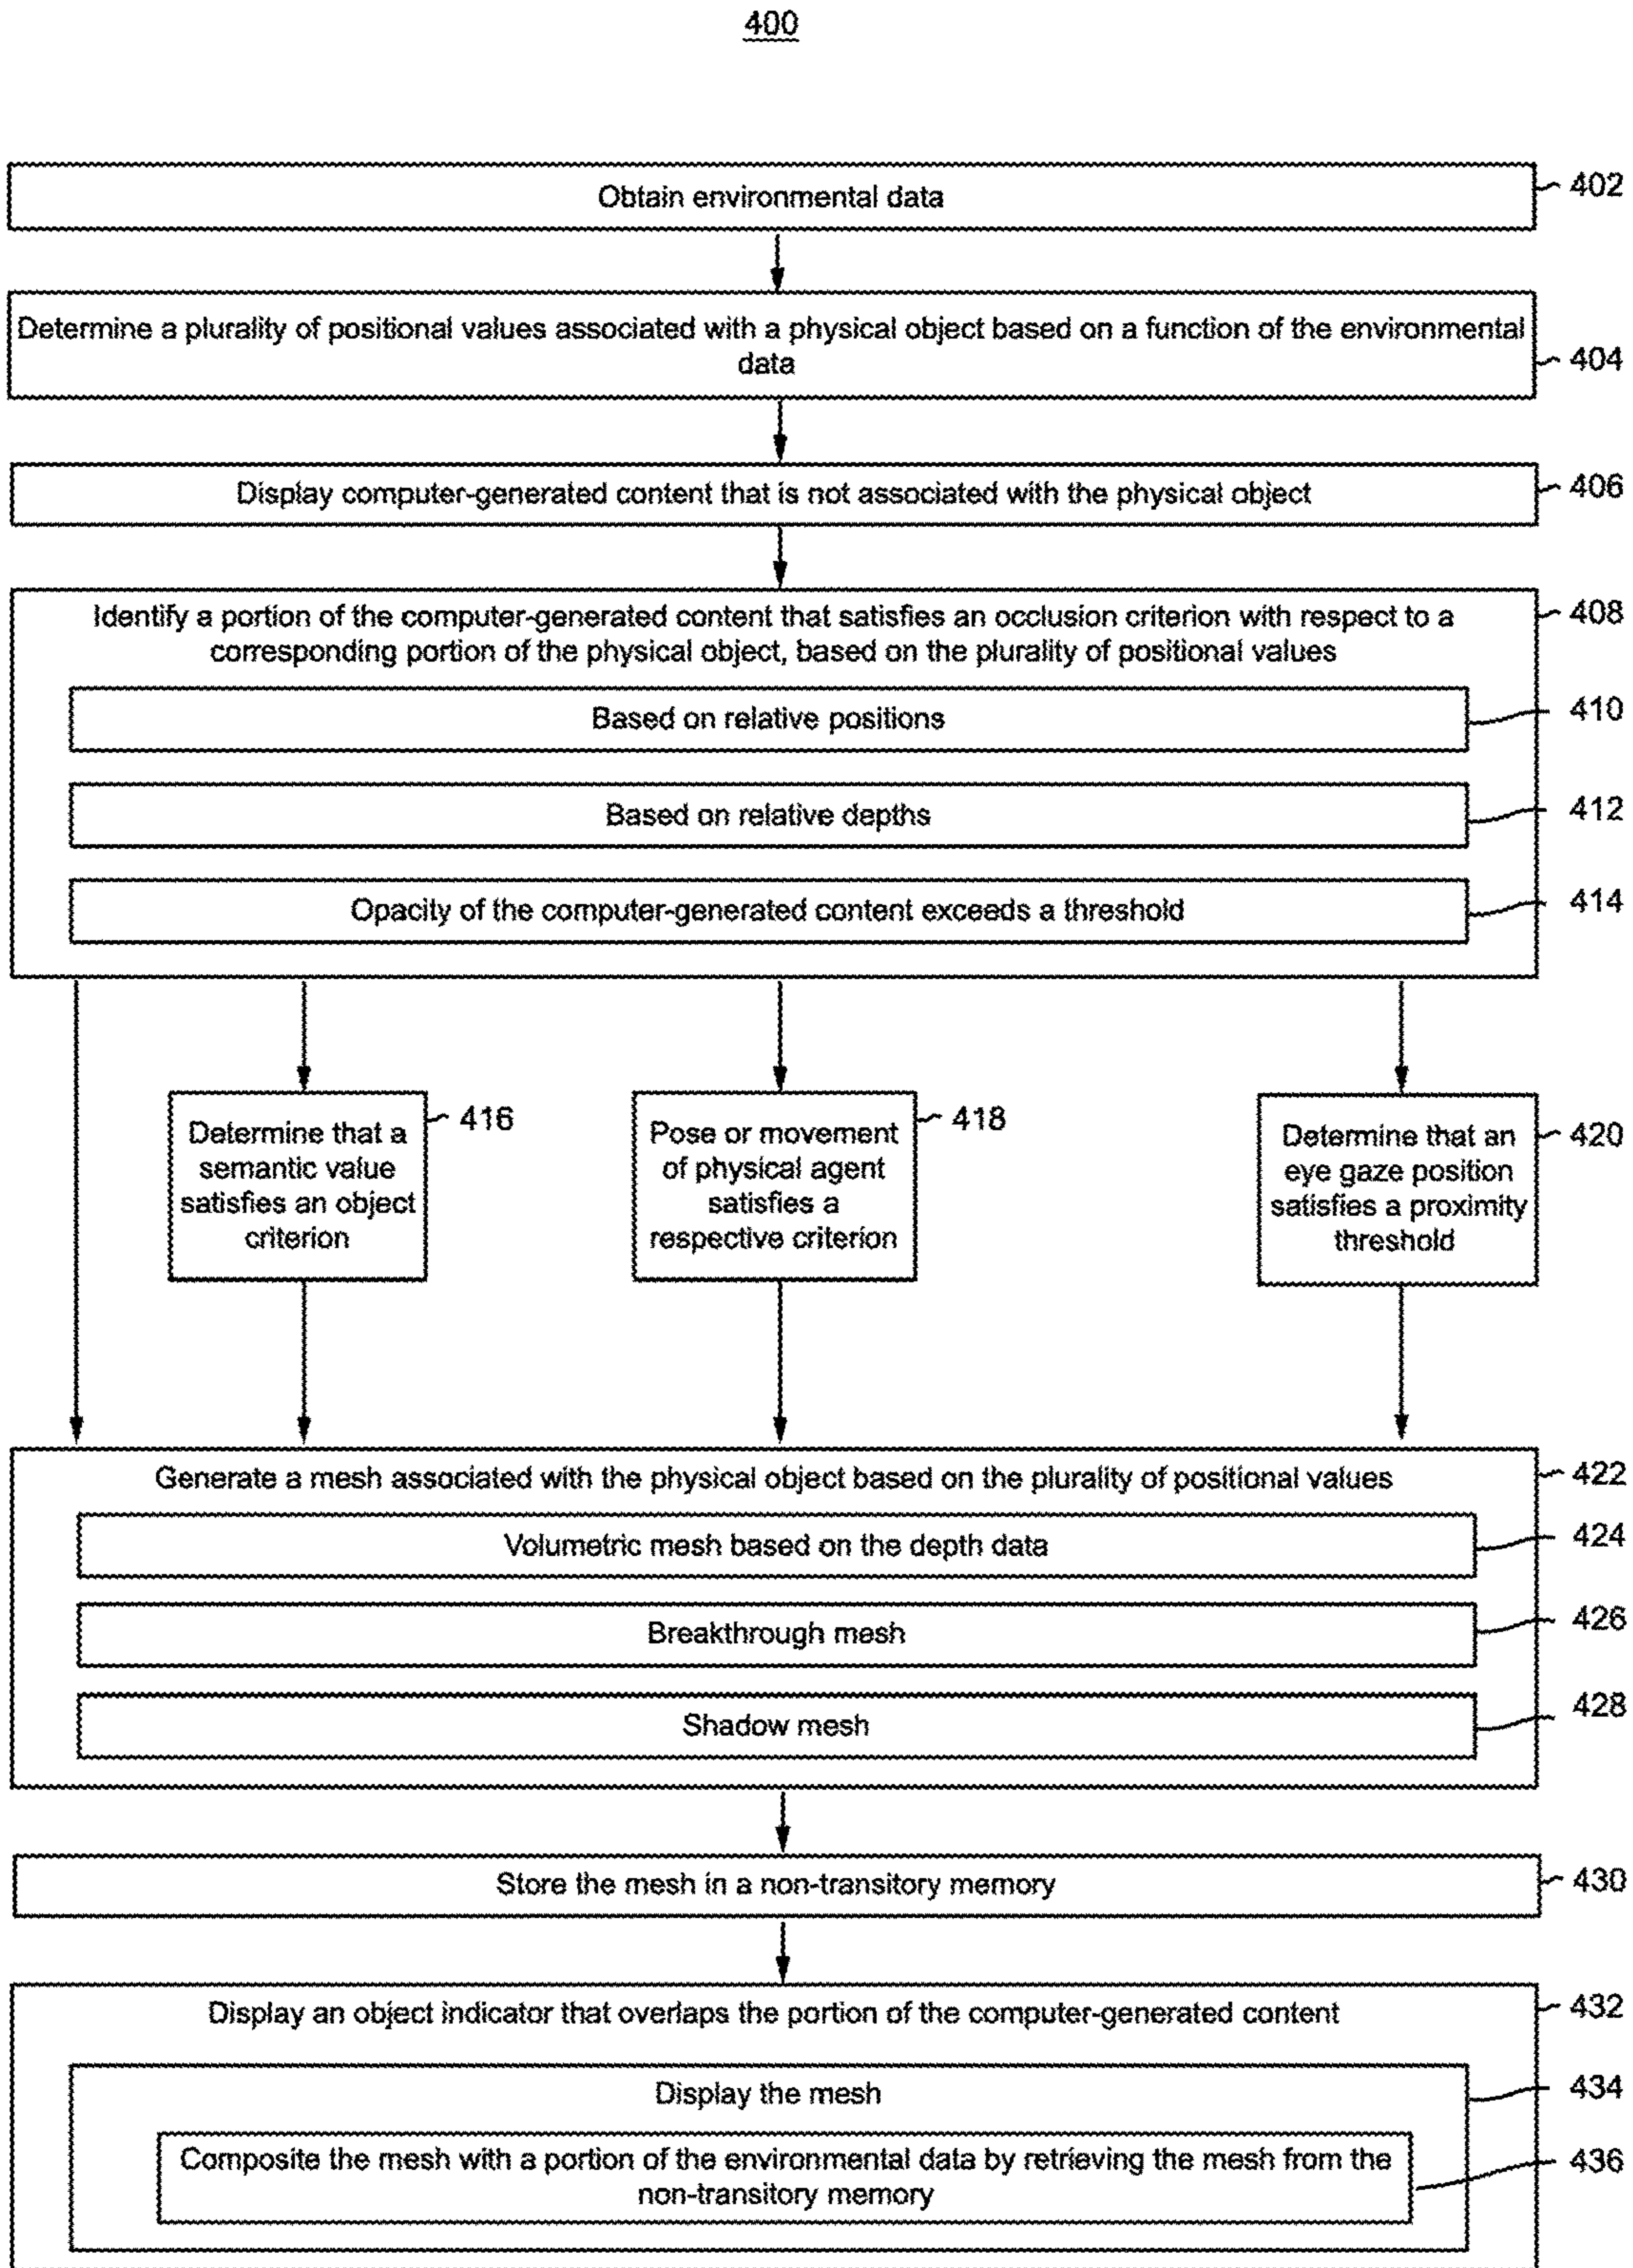 400
Obtain environmental data
402
Determine a plurality of positional values associated with a physical object based on a function of the environmental
data
404
Display computer-generated content that is not associated with the physical object
406
Identify a portion of the computer-generated content that satisfies an occlusion criterion with respect to a
corresponding portion of the physical object, based on the plurality of positional values
408
Based on relative positions
410
Based on relative depths
412
Opacity of the computer-generated content exceeds a threshold
414
Determine that a
semantic value
satisfies an object
criterion
416
Pose or movement
of physical agent
satisfies a
respective criterion
418
Determine that an
eye gaze position
satisfies a proximity
threshold
420
Generate a mesh associated with the physical object based on the plurality of positional values
422
Volumetric mesh based on the depth data
424
Breakthrough mesh
426
Shadow mesh
428
Store the mesh in a non-transitory memory
430
Display an object indicator that overlaps the portion of the computer-generated content
432
Display the mesh
434
Composite the mesh with a portion of the environmental data by retrieving the mesh from the
non-transitory memory
436